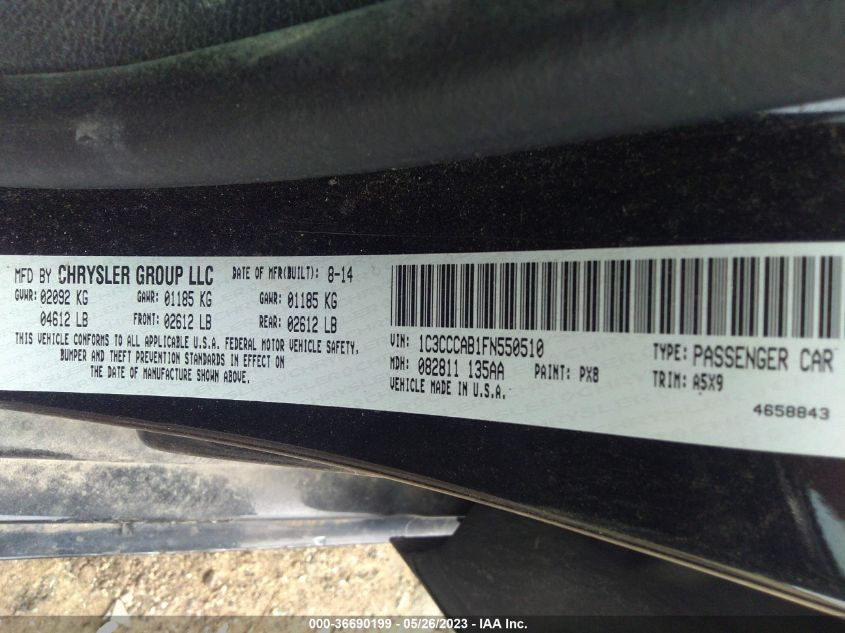 MFD BY CHRYSLER GROUP LLC DATE OF MFR(BUILT): 8-14
GVWR: 02092 KG GAWR: 01185 KG GAWR: 01185 KG
04612 LB FRONT: 02612 LB REAR: 02612 LB
THIS VEHICLE CONFORMS TO ALL APPLICABLE U.S.A. FEDERAL MOTOR VEHICLE SAFETY,
BUMPER AND THEFT PREVENTION STANDARDS IN EFFECT ON
THE DATE OF MANUFACTURE SHOWN ABOVE.
VIN: 1C3CCCAB1FN550510 TYPE: PASSENGER CAR
MDH: 082811 135AA PAINT: PX8 TRIM: A5X9
VEHICLE MADE IN U.S.A.
4658843
000-36690199 - 05/26/2023 - IAA Inc.